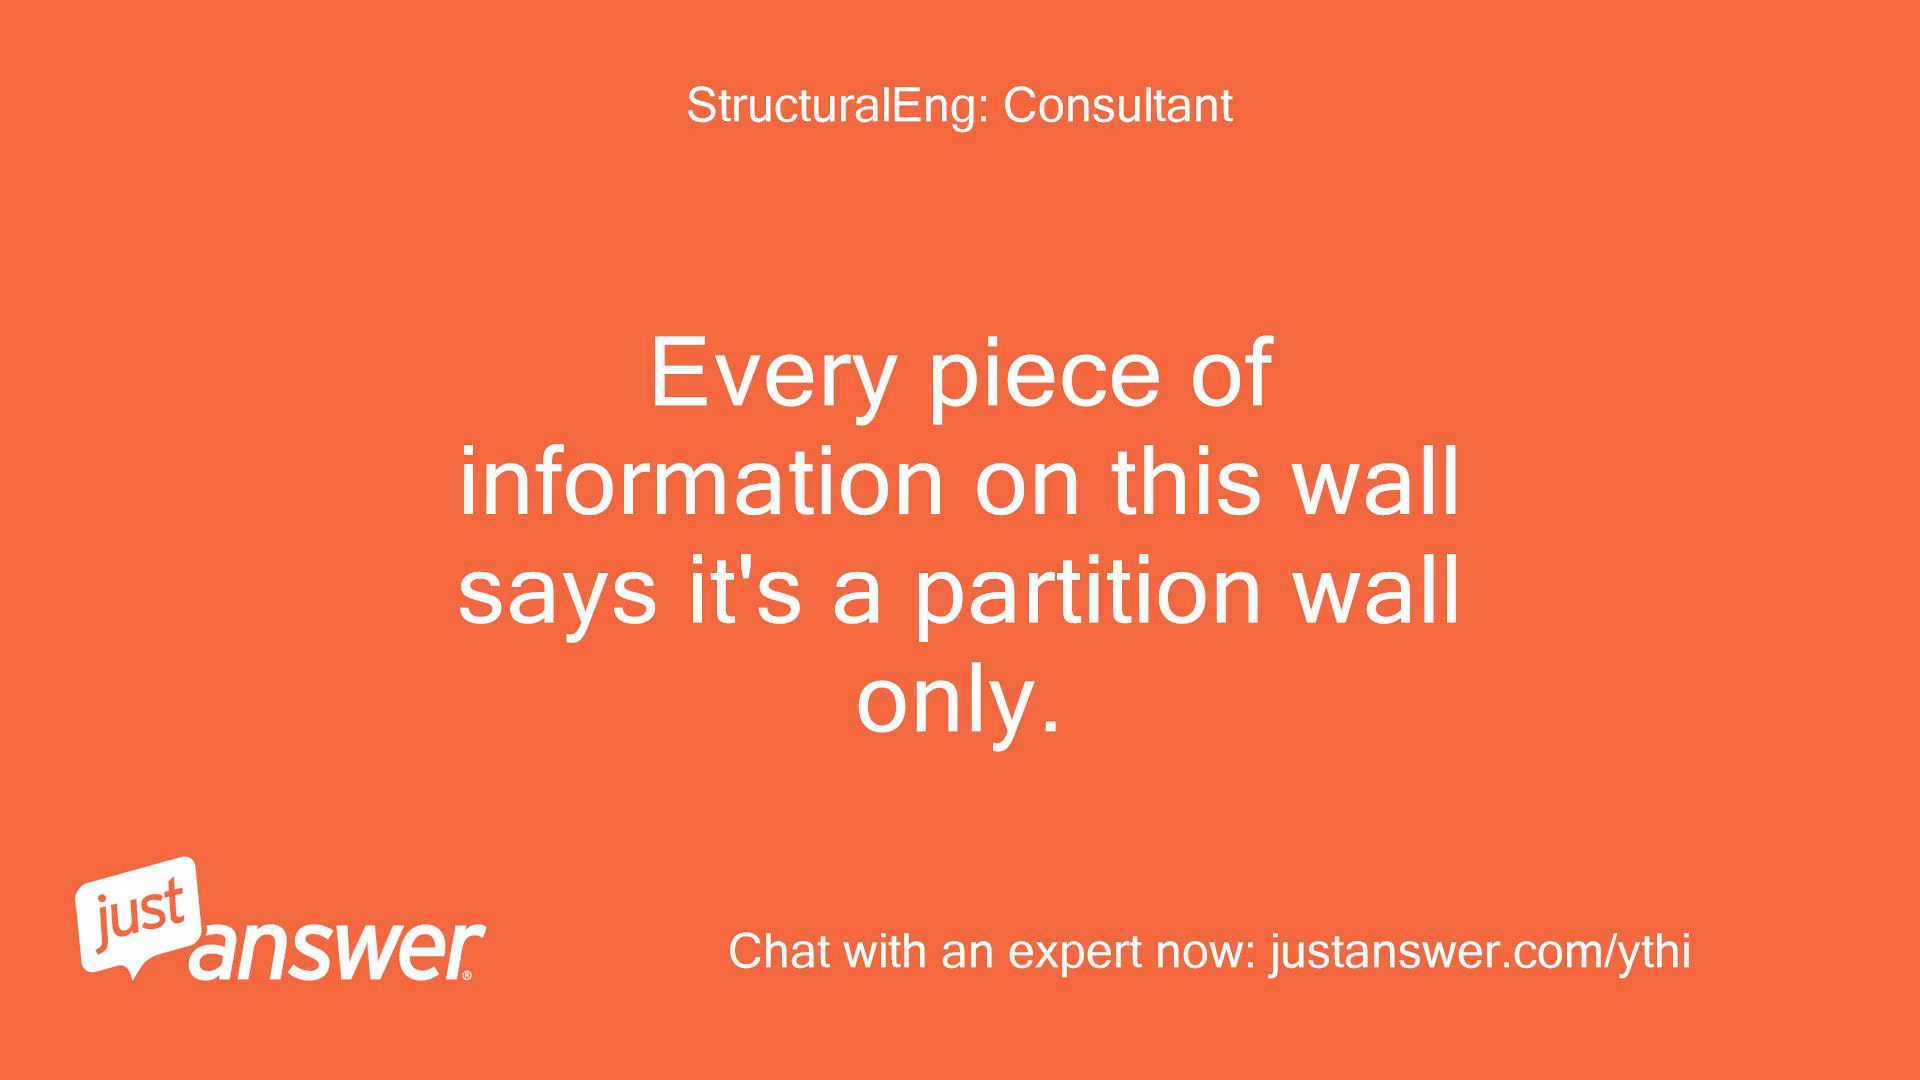 StructuralEng: Consultant
Every piece of
information on this wall
says it's a partition wall
only.
just
answer®
Chat with an expert now: justanswer.com/ythi